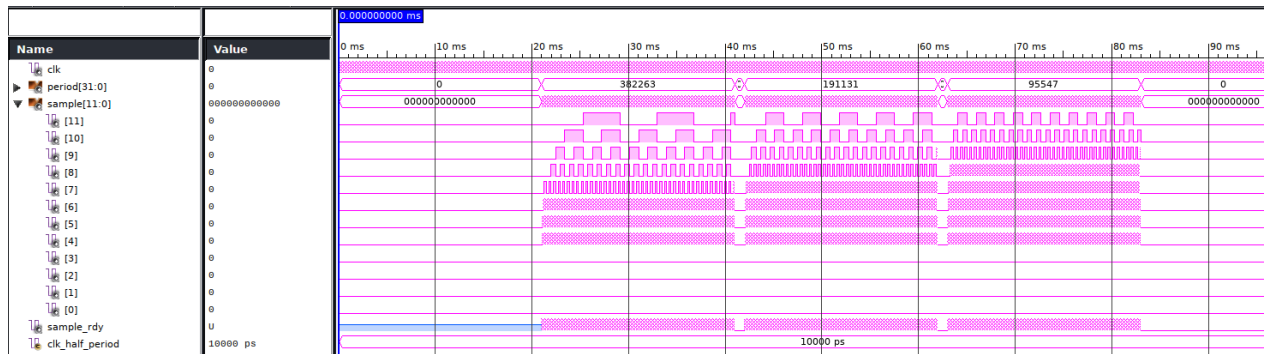 0.000000000 ms
Name Value
0 ms 10 ms 20 ms 30 ms 40 ms 50 ms 60 ms 70 ms 80 ms 90 ms
clk 0
period[31:0] 0 0 382263 191131 95547 0
sample[11:0] 000000000000 000000000000 000000000000
[11] 0
[10] 0
[9] 0
[8] 0
[7] 0
[6] 0
[5] 0
[4] 0
[3] 0
[2] 0
[1] 0
[0] 0
sample_rdy U
clk_half_period 10000 ps 10000 ps